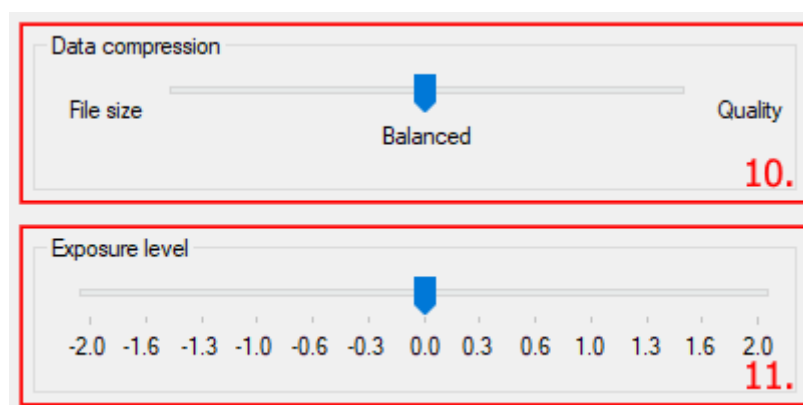 Data compression
File size Quality
Balanced
10.
Exposure level
-2.0 -1.6 -1.3 -1.0 -0.6 -0.3 0.0 0.3 0.6 1.0 1.3 1.6 2.0
11.